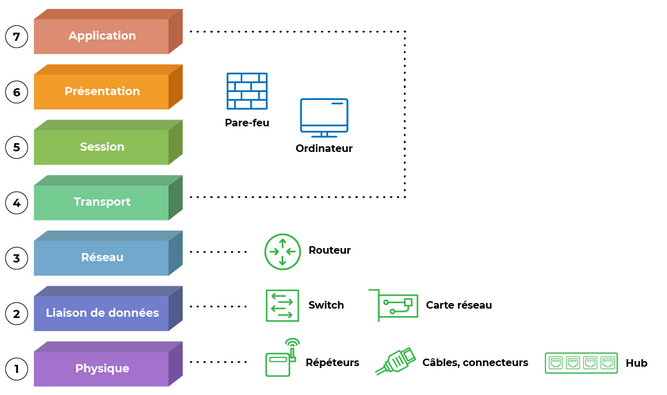 7 Application
6 Présentation
Pare-feu
Ordinateur
5 Session
4 Transport
3 Réseau Routeur
2 Liaison de données Switch Carte réseau
1 Physique Répéteurs Câbles, connecteurs Hub